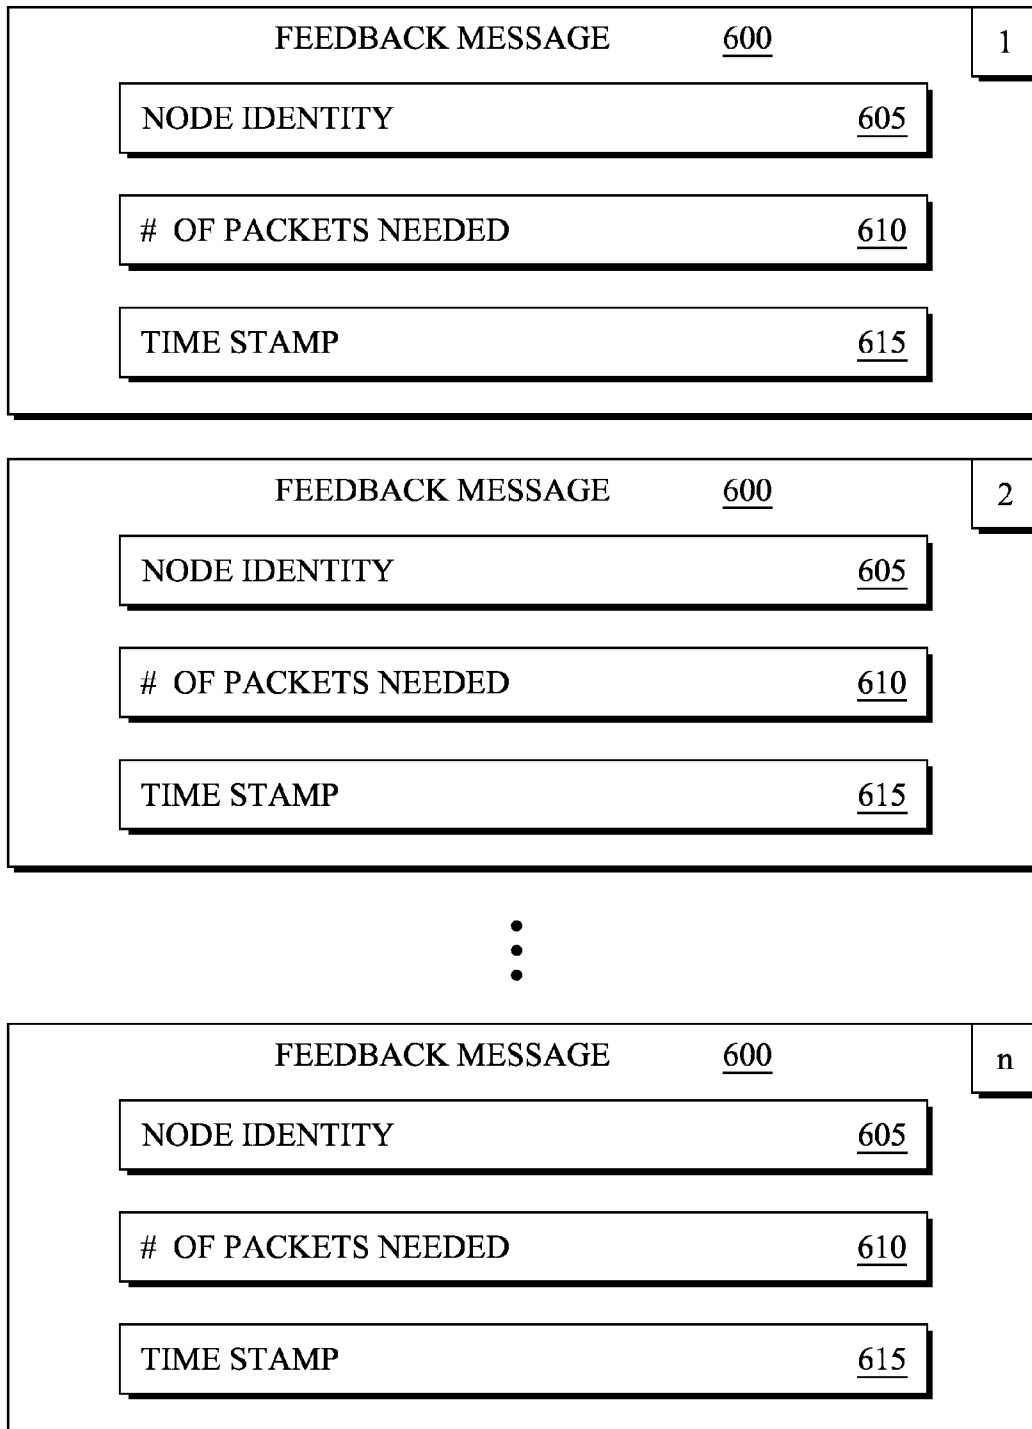 FEEDBACK MESSAGE 600 1
NODE IDENTITY 605
# OF PACKETS NEEDED 610
TIME STAMP 615
FEEDBACK MESSAGE 600 2
NODE IDENTITY 605
# OF PACKETS NEEDED 610
TIME STAMP 615
FEEDBACK MESSAGE 600 n
NODE IDENTITY 605
# OF PACKETS NEEDED 610
TIME STAMP 615